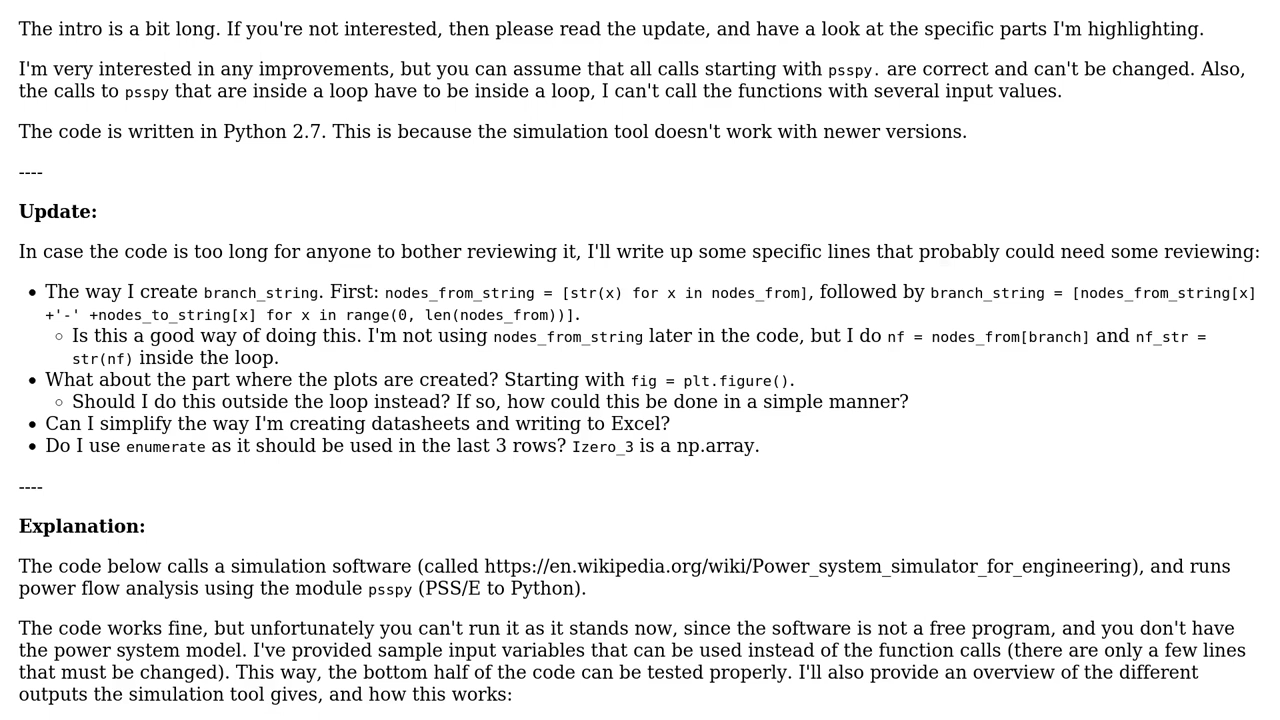 The intro is a bit long. If you're not interested, then please read the update, and have a look at the specific parts I'm highlighting.
I'm very interested in any improvements, but you can assume that all calls starting with psspy. are correct and can't be changed. Also,
the calls to psspy that are inside a loop have to be inside a loop, I can't call the functions with several input values.
The code is written in Python 2.7. This is because the simulation tool doesn't work with newer versions.
----
Update:
In case the code is too long for anyone to bother reviewing it, I'll write up some specific lines that probably could need some reviewing:
• The way I create branch_string. First: nodes_from_string = [str(x) for x in nodes_from], followed by branch_string = [nodes_from_string[x]
+'-' +nodes_to_string[x] for x in range(0, len(nodes_from))].
◦ Is this a good way of doing this. I'm not using nodes_from_string later in the code, but I do nf = nodes_from[branch] and nf_str =
str(nf) inside the loop.
• What about the part where the plots are created? Starting with fig = plt.figure().
◦ Should I do this outside the loop instead? If so, how could this be done in a simple manner?
• Can I simplify the way I'm creating datasheets and writing to Excel?
• Do I use enumerate as it should be used in the last 3 rows? Izero_3 is a np.array.
----
Explanation:
The code below calls a simulation software (called https://en.wikipedia.org/wiki/Power_system_simulator_for_engineering), and runs
power flow analysis using the module psspy (PSS/E to Python).
The code works fine, but unfortunately you can't run it as it stands now, since the software is not a free program, and you don't have
the power system model. I've provided sample input variables that can be used instead of the function calls (there are only a few lines
that must be changed). This way, the bottom half of the code can be tested properly. I'll also provide an overview of the different
outputs the simulation tool gives, and how this works: